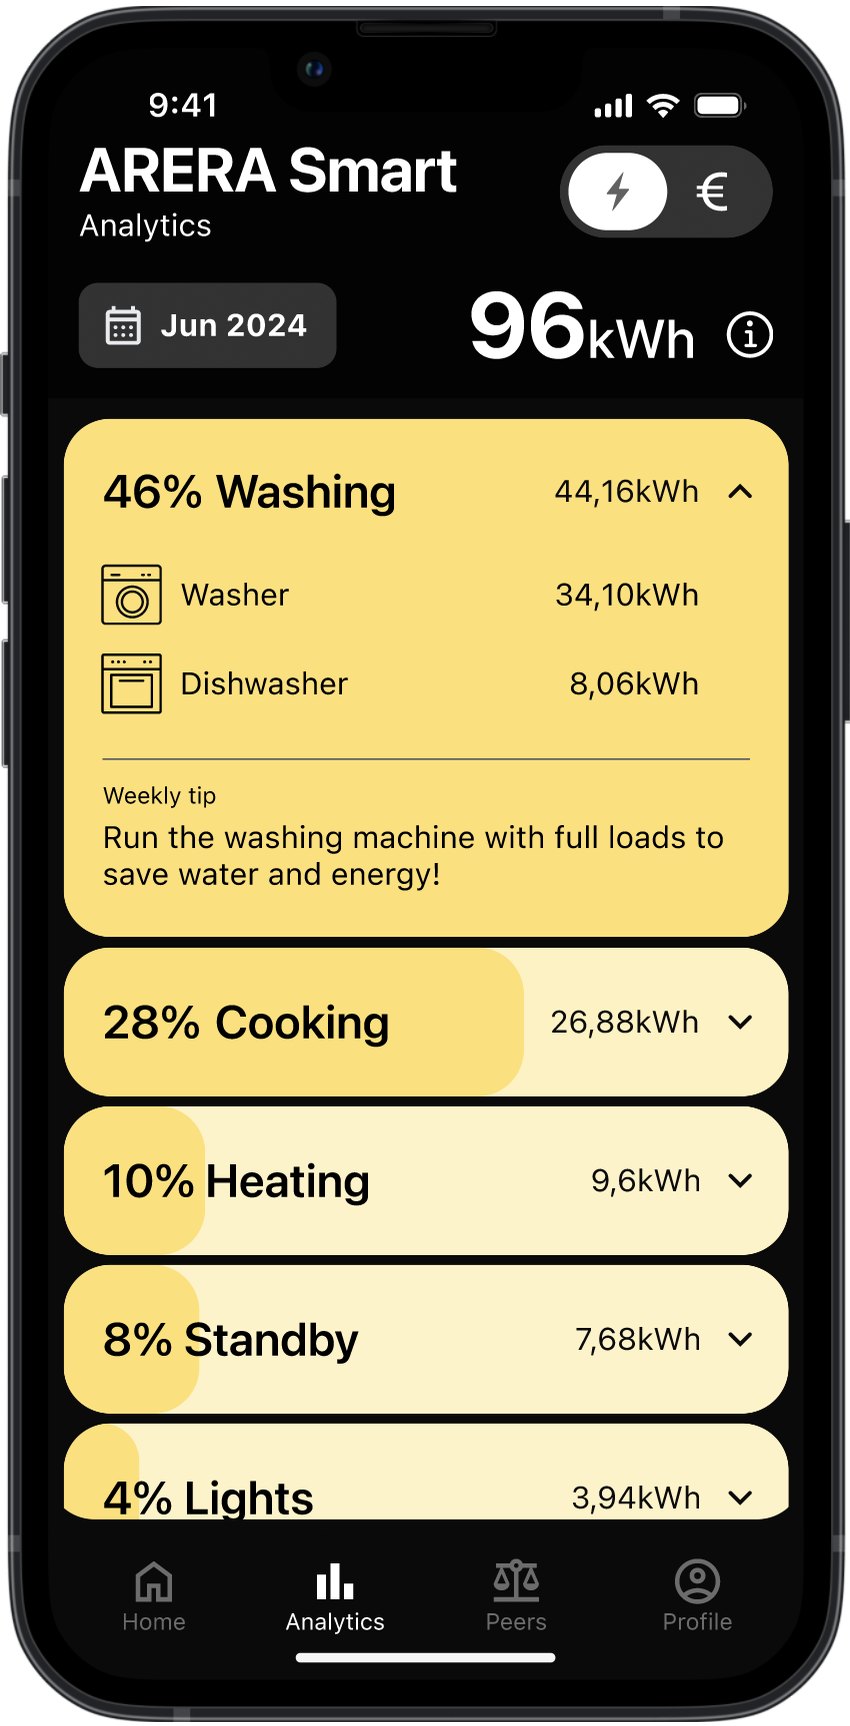 9:41
ARERA Smart
€
Analytics
Jun 2024
96kWh
46% Washing 44,16kWh
Washer 34,10kWh
Dishwasher 8,06kWh
Weekly tip
Run the washing machine with full loads to
save water and energy!
28% Cooking 26,88kWh
10% Heating 9,6kWh
8% Standby 7,68kWh
4% Lights 3,94kWh
Home Analytics Peers Profile